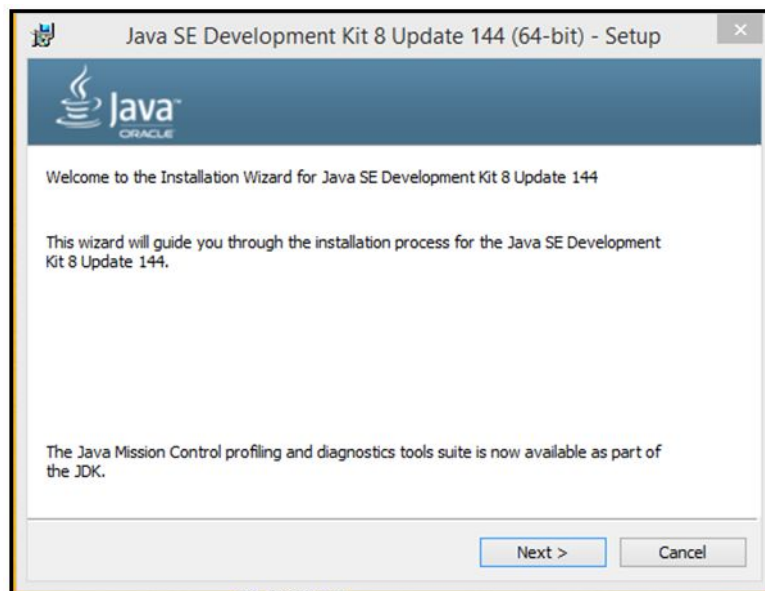 Java SE Development Kit 8 Update 144 (64-bit) - Setup
Java™
ORACLE
Welcome to the Installation Wizard for Java SE Development Kit 8 Update 144
This wizard will guide you through the installation process for the Java SE Development
Kit 8 Update 144.
The Java Mission Control profiling and diagnostics tools suite is now available as part of
the JDK.
Next >
Cancel